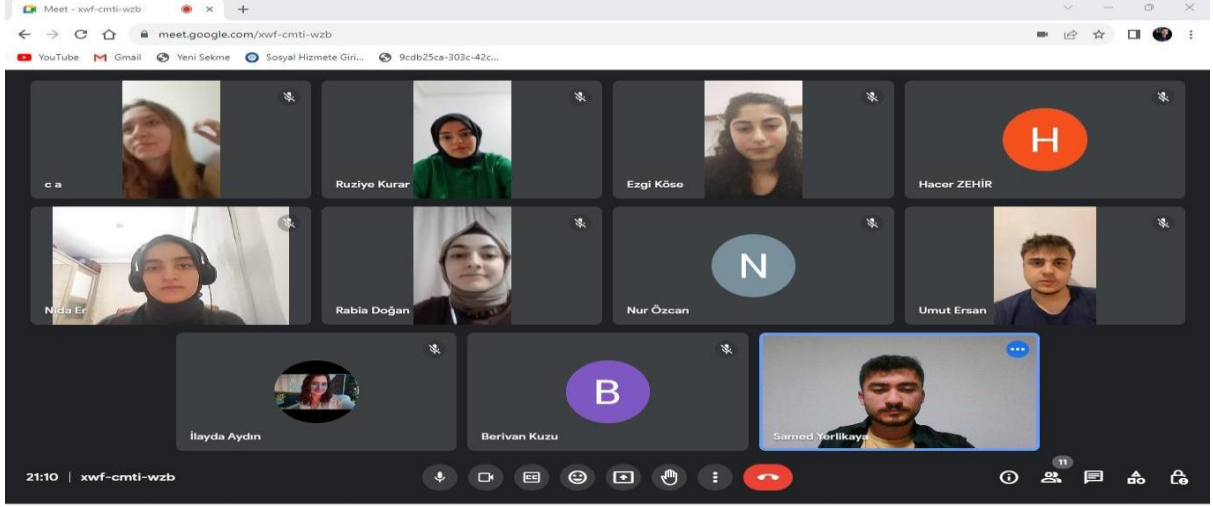 Meet - xwf-cmti-wzb
meet.google.com/xwf-cmti-wzb
YouTube Gmail Yeni Sekme Sosyal Hizmete Giri... 9cdb25ca-303c-42c...
c a
Ruziye Kurar
Ezgi Köse
H
Hacer ZEHİR
Nida Er
Rabia Doğan
N
Nur Özcan
Umut Ersan
İlayda Aydın
B
Berivan Kuzu
Samed Yerlikaya
21:10 | xwf-cmti-wzb
CC
11